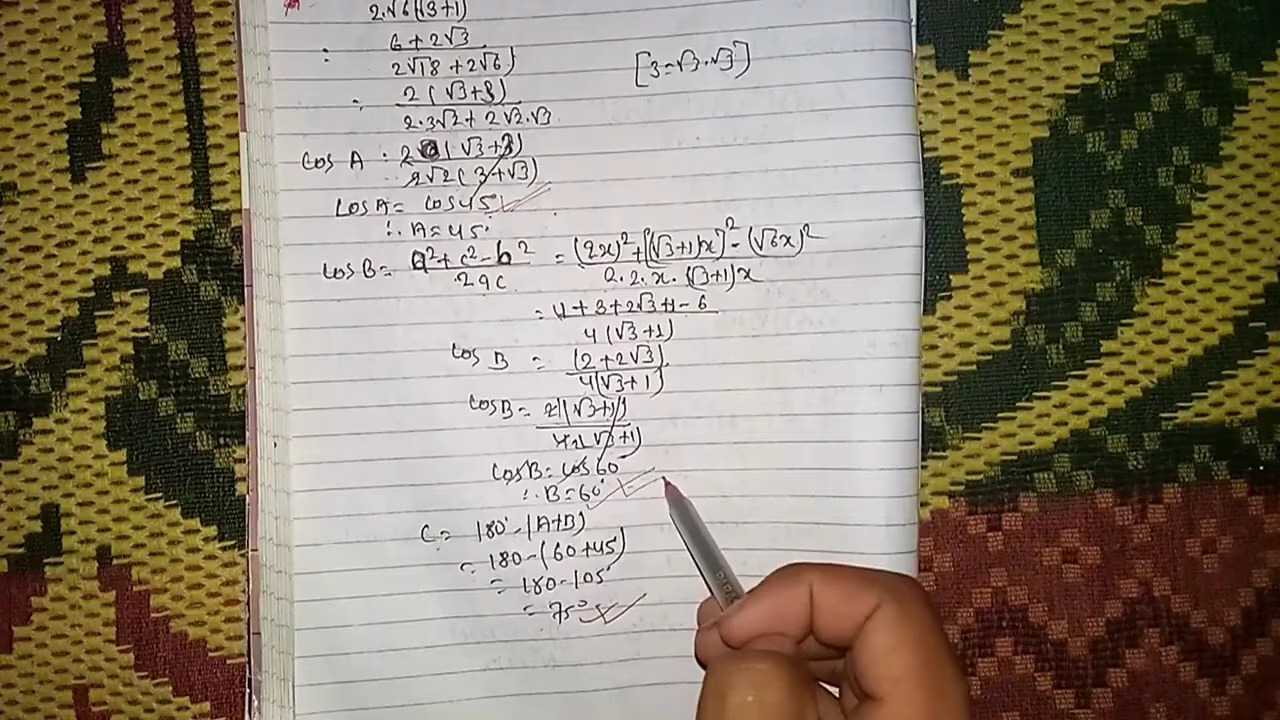 2.√6(√3+1)
: 6+2√3 / 2√18+2√6) [3=√3.√3]
: 2(√3+3) / 2.3√2+2√2.√3
Cos A : 2(√3+3) / 2√2(3+√3)
Cos A = cos 45
∴ A=45°
Cos B = a²+c²-b² / 2ac = (2x)²+[(√3+1)x]²-(√6x)² / 2.2.x.(√3+1)x
= 4+3+2√3+1-6 / 4(√3+1)
Cos B = (2+2√3) / 4(√3+1)
Cos B = 2(√3+1) / 42(√3+1)
Cos B = cos 60
∴ B=60°
C = 180°-(A+B)
= 180-(60+45)
= 180-105°
= 75°